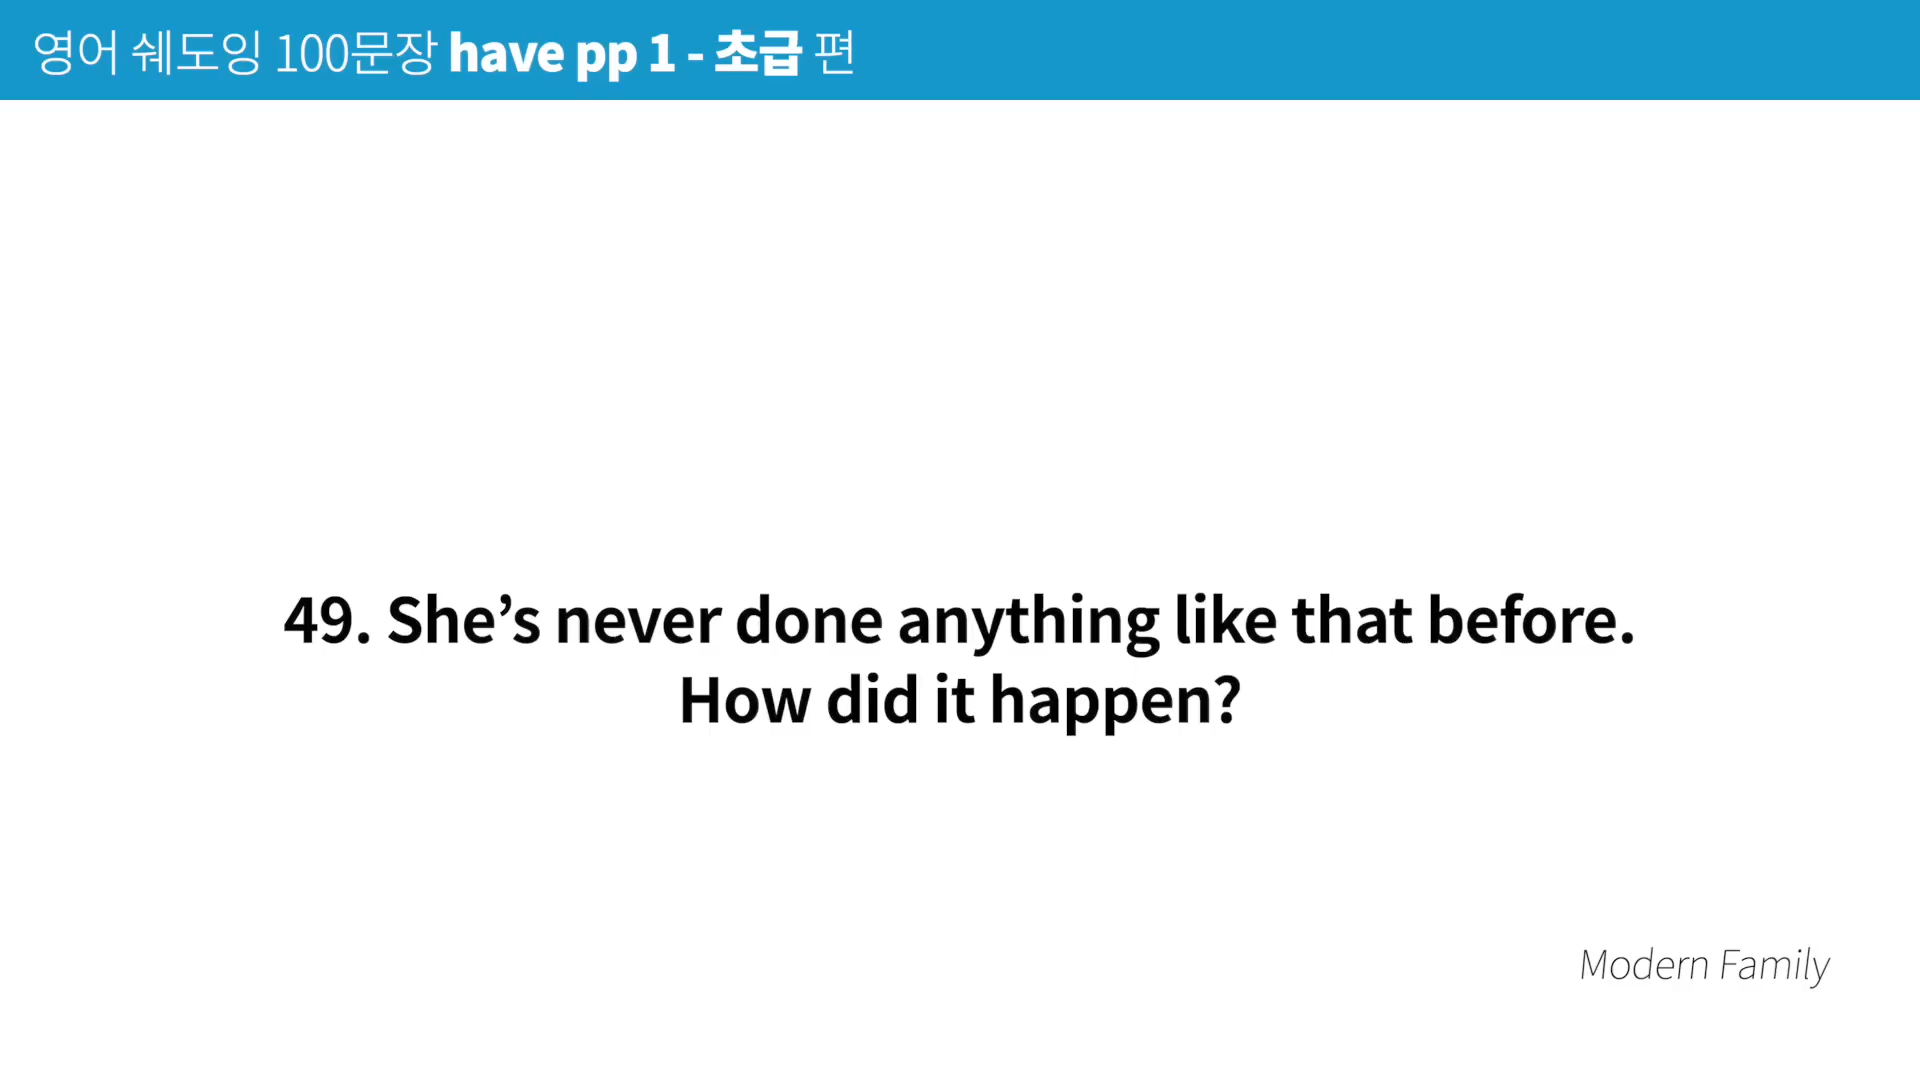 영어 쉐도잉 100문장 have pp 1 - 초급 편
49. She’s never done anything like that before.
How did it happen?
Modern Family